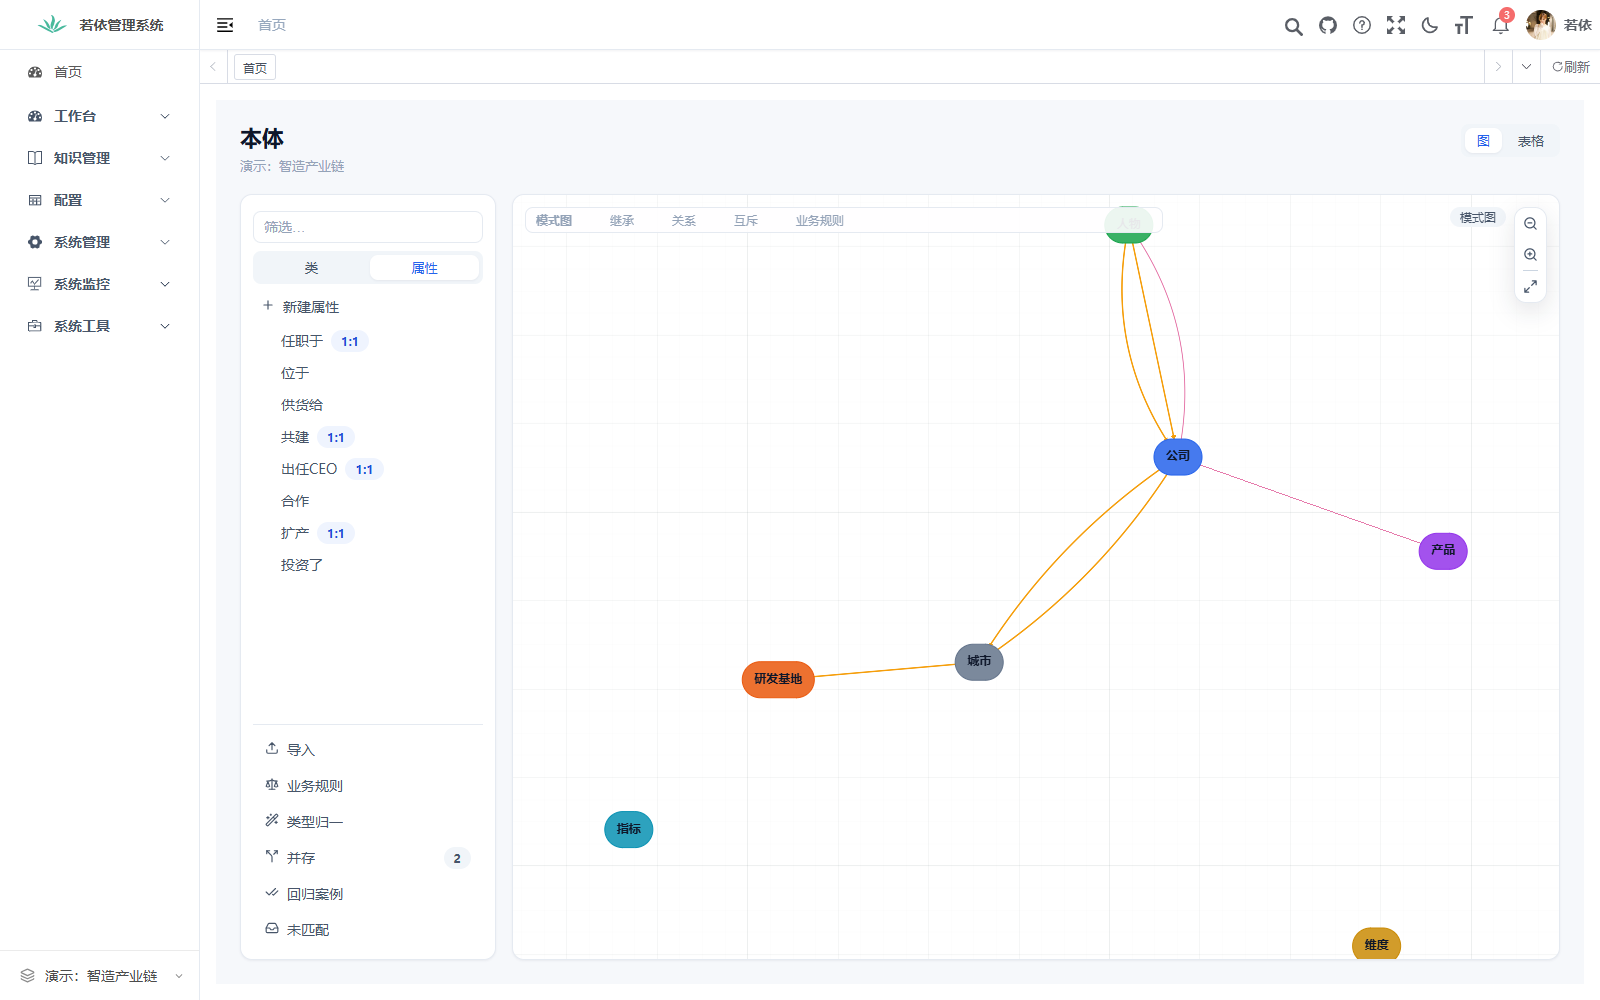 若依管理系统
首页
3
若依
首页
刷新
首页
工作台
知识管理
配置
系统管理
系统监控
系统工具
演示：智造产业链
本体
演示：智造产业链
图
表格
筛选...
类
属性
新建属性
任职于 1:1
位于
供货给
共建 1:1
出任CEO 1:1
合作
扩产 1:1
投资了
导入
业务规则
类型归一
并存 2
回归案例
未匹配
模式图
继承
关系
互斥
业务规则
人物
模式图
公司
产品
城市
研发基地
指标
维度